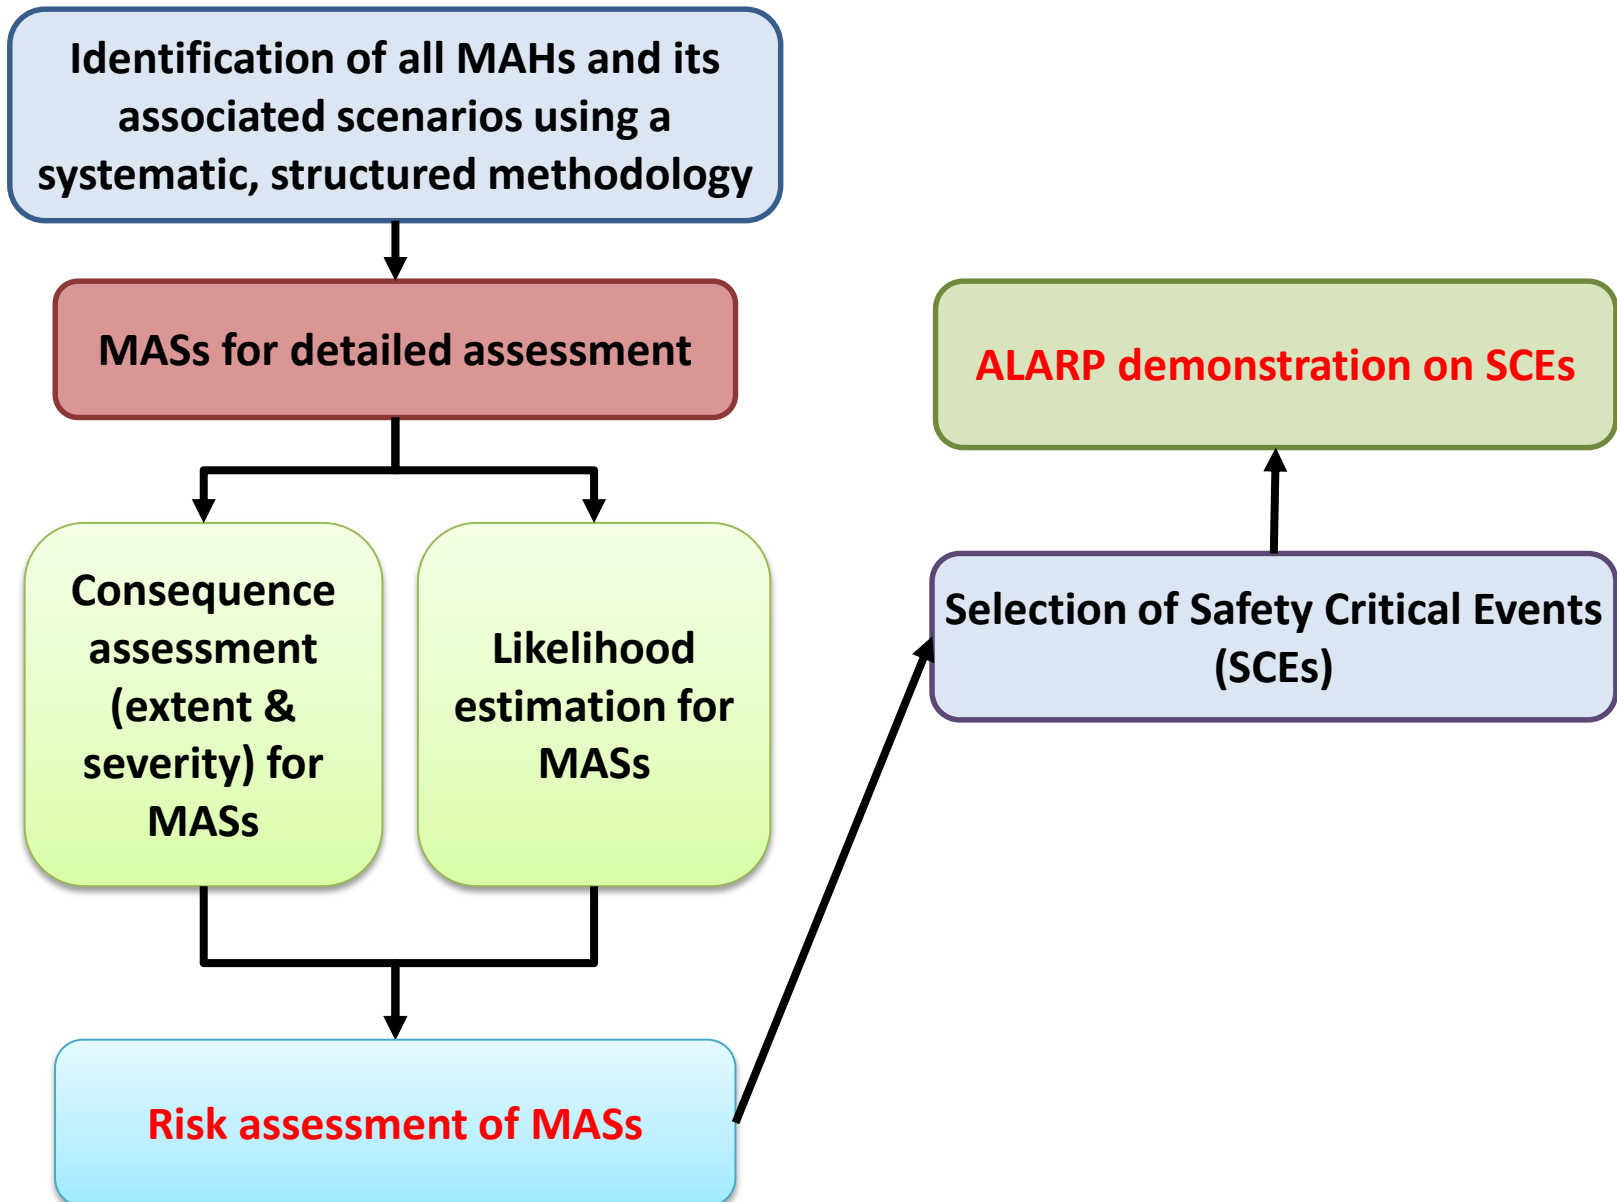 Identification of all MAHs and its
associated scenarios using a
systematic, structured methodology
MASs for detailed assessment
Consequence
assessment
(extent &
severity) for
MASs
Likelihood
estimation for
MASs
Risk assessment of MASs
Selection of Safety Critical Events
(SCEs)
ALARP demonstration on SCEs